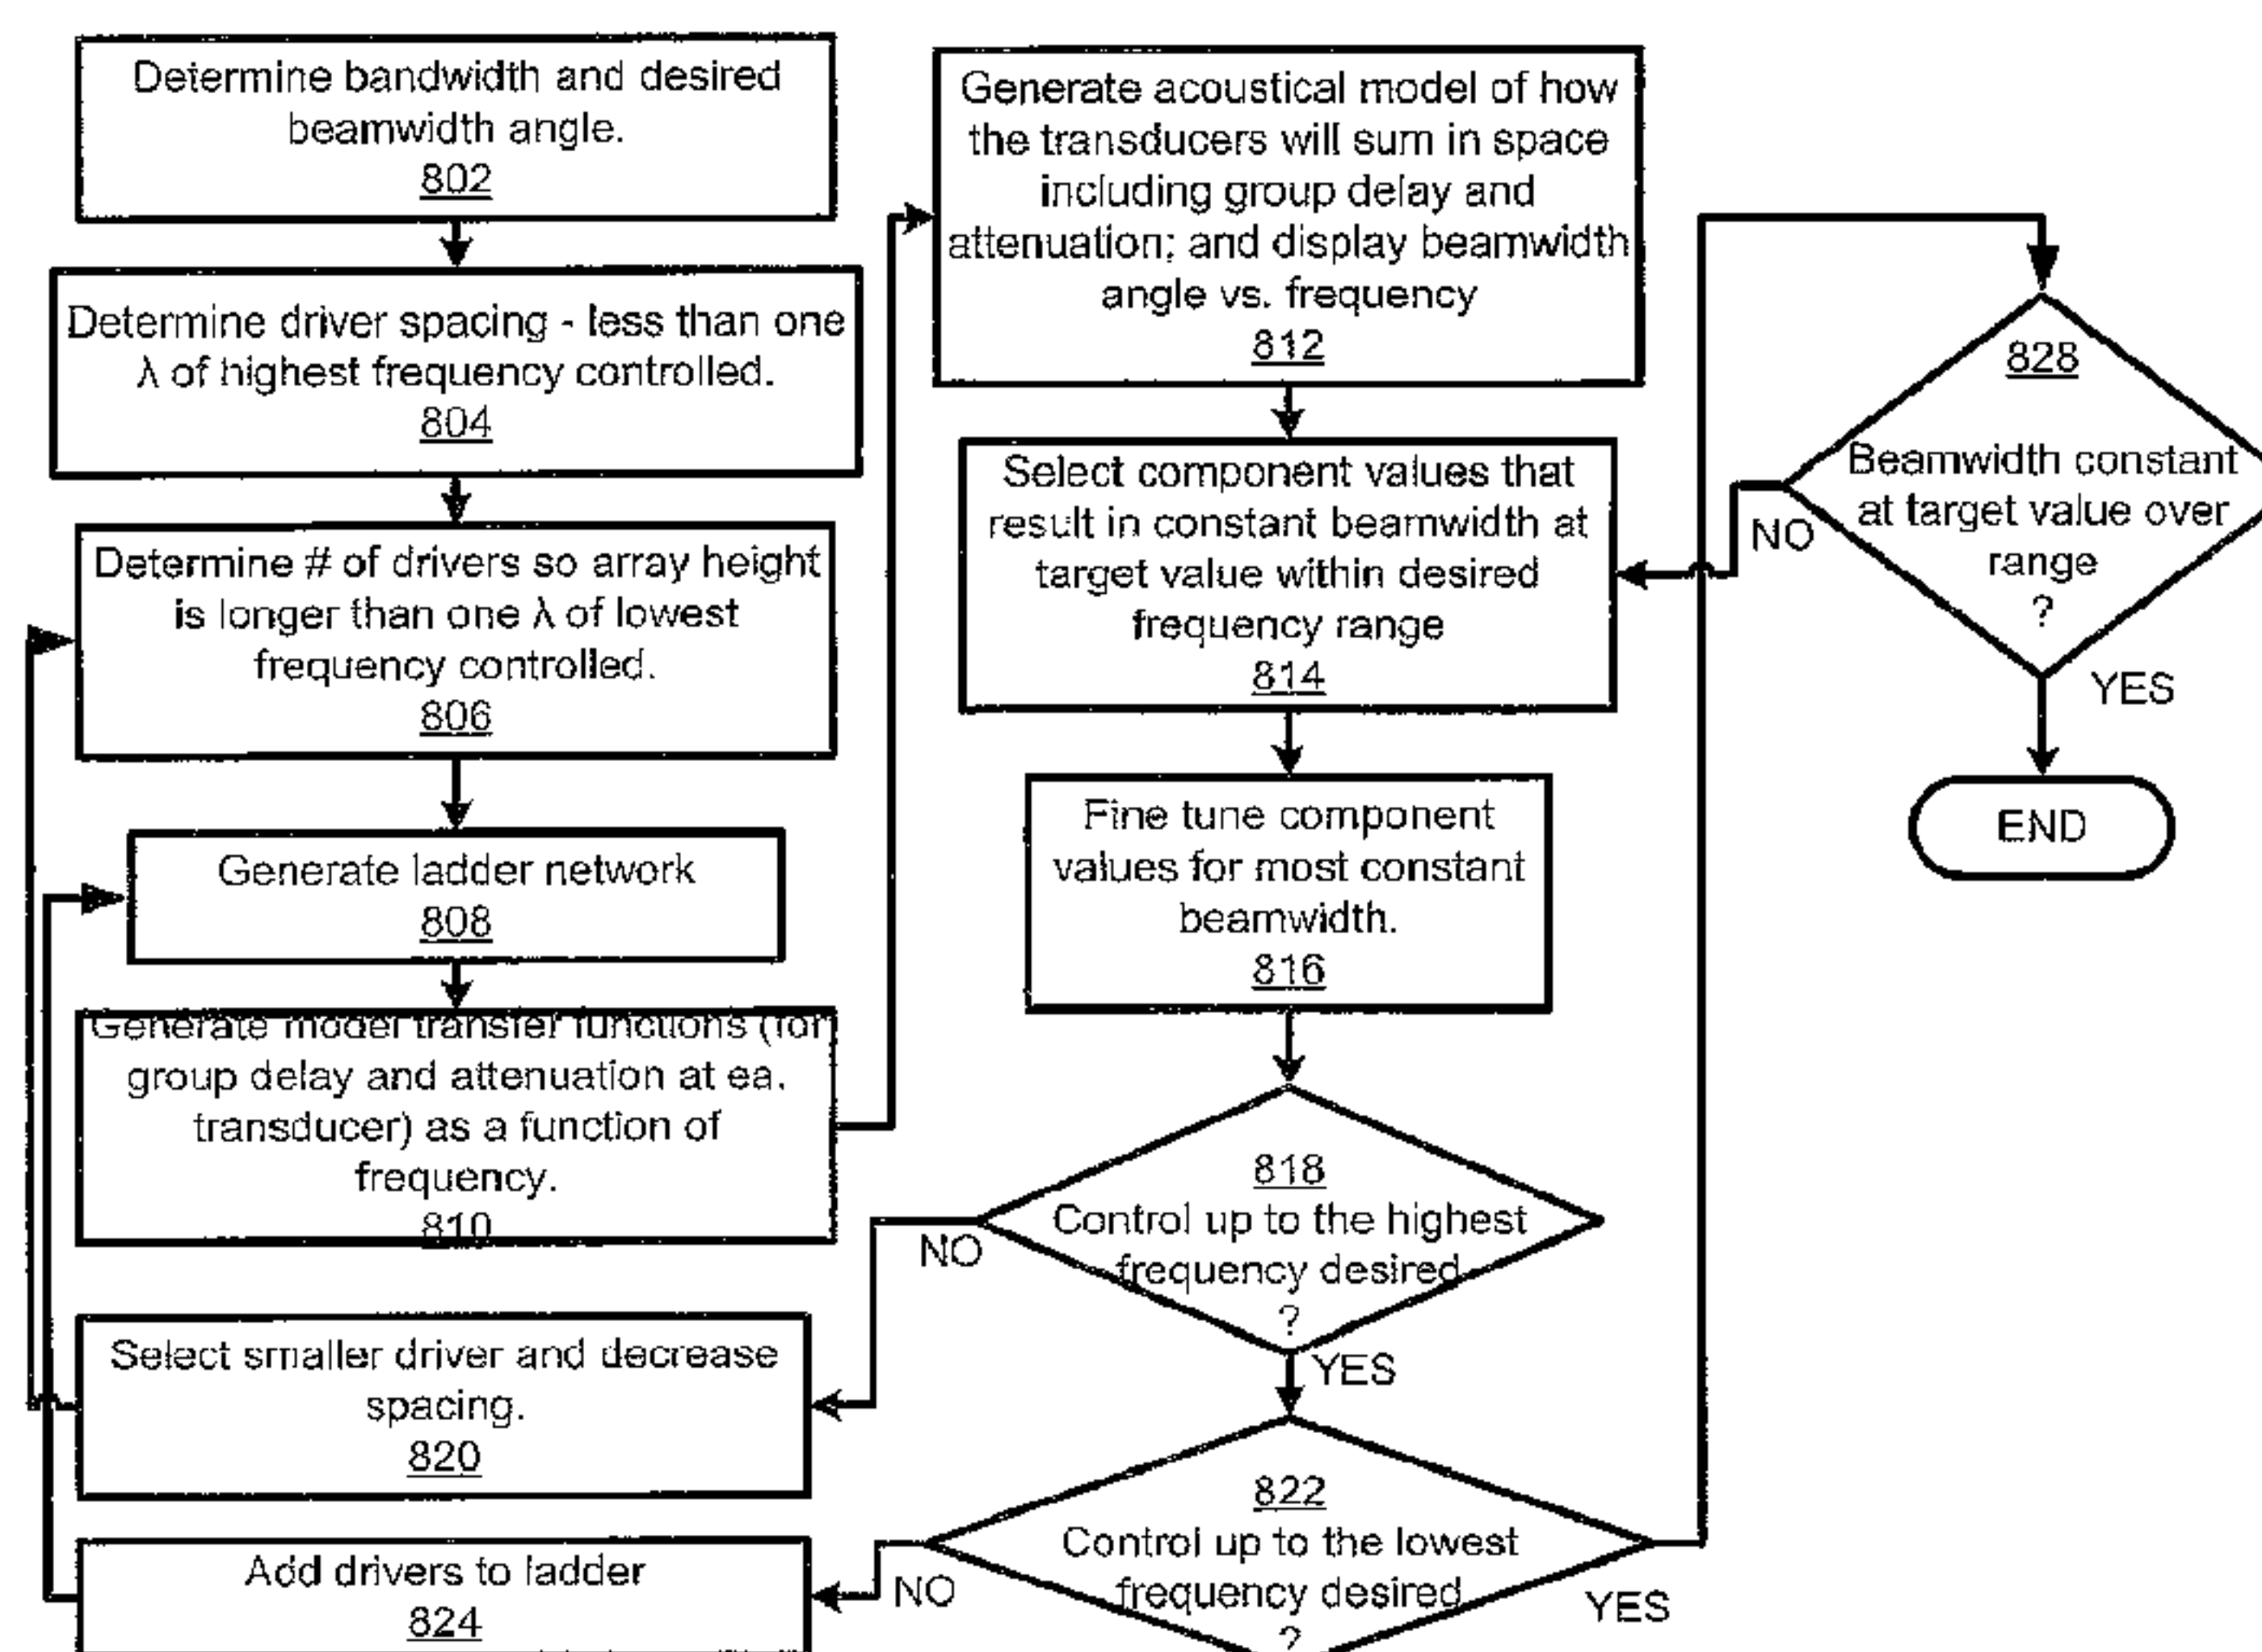 Determine bandwidth and desired
beamwidth angle.
802
Determine driver spacing - less than one
λ of highest frequency controlled.
804
Determine # of drivers so array height
is longer than one λ of lowest
frequency controlled.
806
Generate ladder network
808
Generate model transfer functions (for
group delay and attenuation at ea.
transducer) as a function of
frequency.
810
Select smaller driver and decrease
spacing.
820
Add drivers to ladder
824
Generate acoustical model of how
the transducers will sum in space
including group delay and
attenuation; and display beamwidth
angle vs. frequency
812
Select component values that
result in constant beamwidth at
target value within desired
frequency range
814
Fine tune component
values for most constant
beamwidth.
816
818
Control up to the highest
frequency desired
?
NO
YES
822
Control up to the lowest
frequency desired
?
NO
YES
828
Beamwidth constant
at target value over
range
?
NO
YES
END